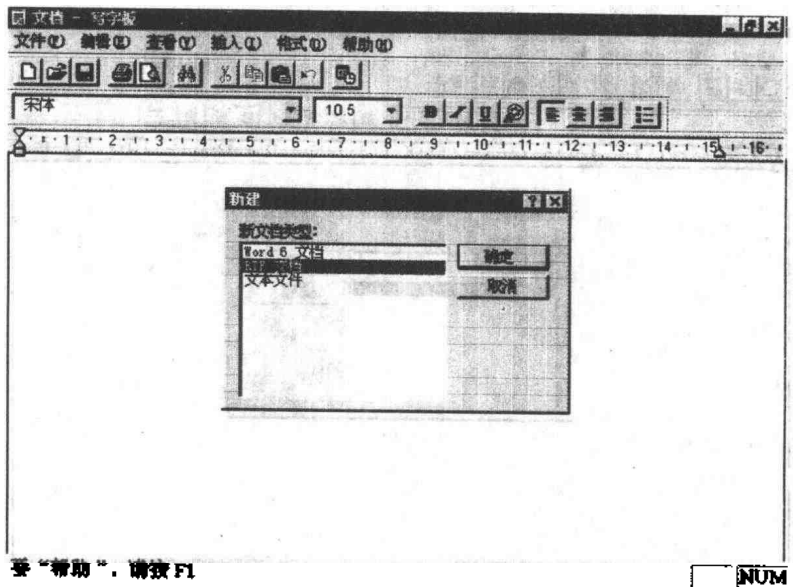 文档 - 写字板
文件(F) 编辑(E) 查看(V) 插入(I) 格式(O) 帮助(H)
宋体 10.5
1 2 3 4 5 6 7 8 9 10 11 12 13 14 15 16
新建
新文档类型:
Word 6 文档
确定
文本文件
取消
要“帮助”，请按 F1
NUM